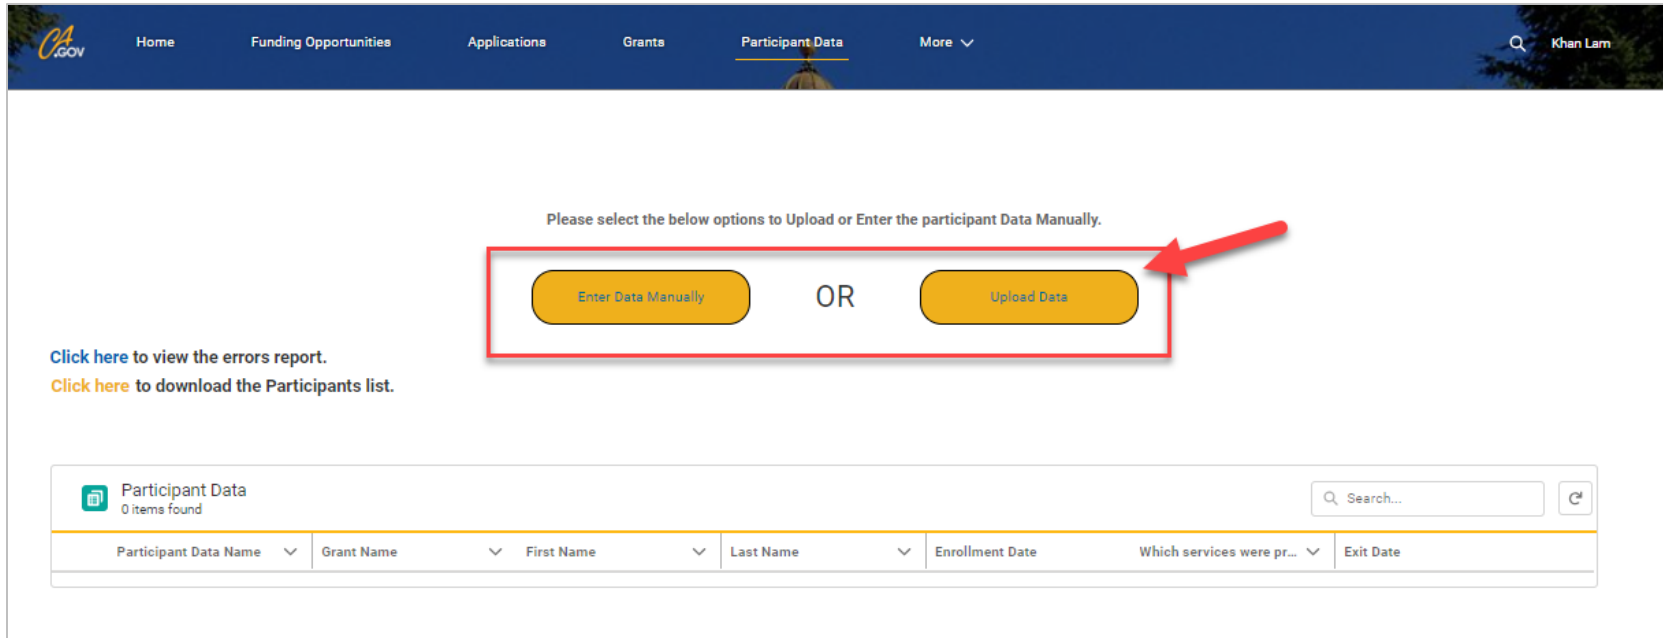 CA.GOV Home Funding Opportunities Applications Grants Participant Data More Khan Lam
Please select the below options to Upload or Enter the participant Data Manually.
Enter Data Manually OR Upload Data
Click here to view the errors report.
Click here to download the Participants list.
Participant Data
0 items found
Search...
Participant Data Name Grant Name First Name Last Name Enrollment Date Which services were pr... Exit Date